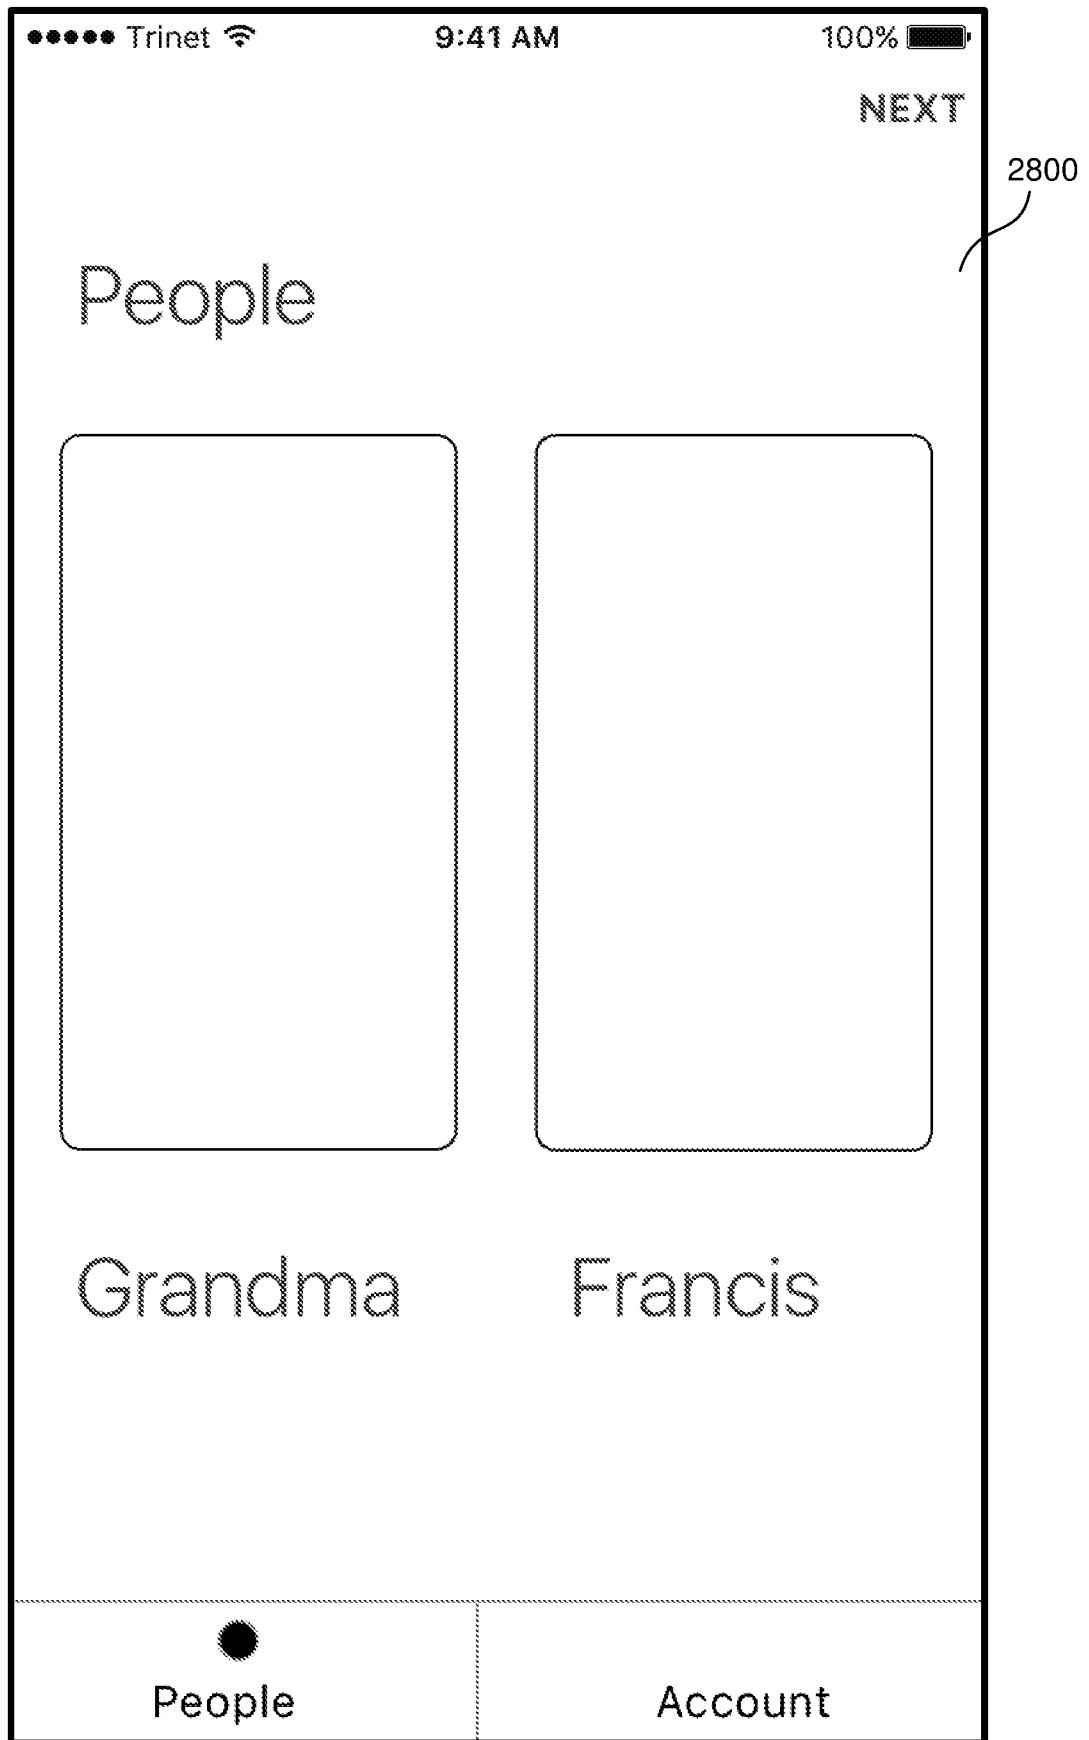 Trinet 9:41 AM 100%
NEXT
2800
People
Grandma Francis
People Account